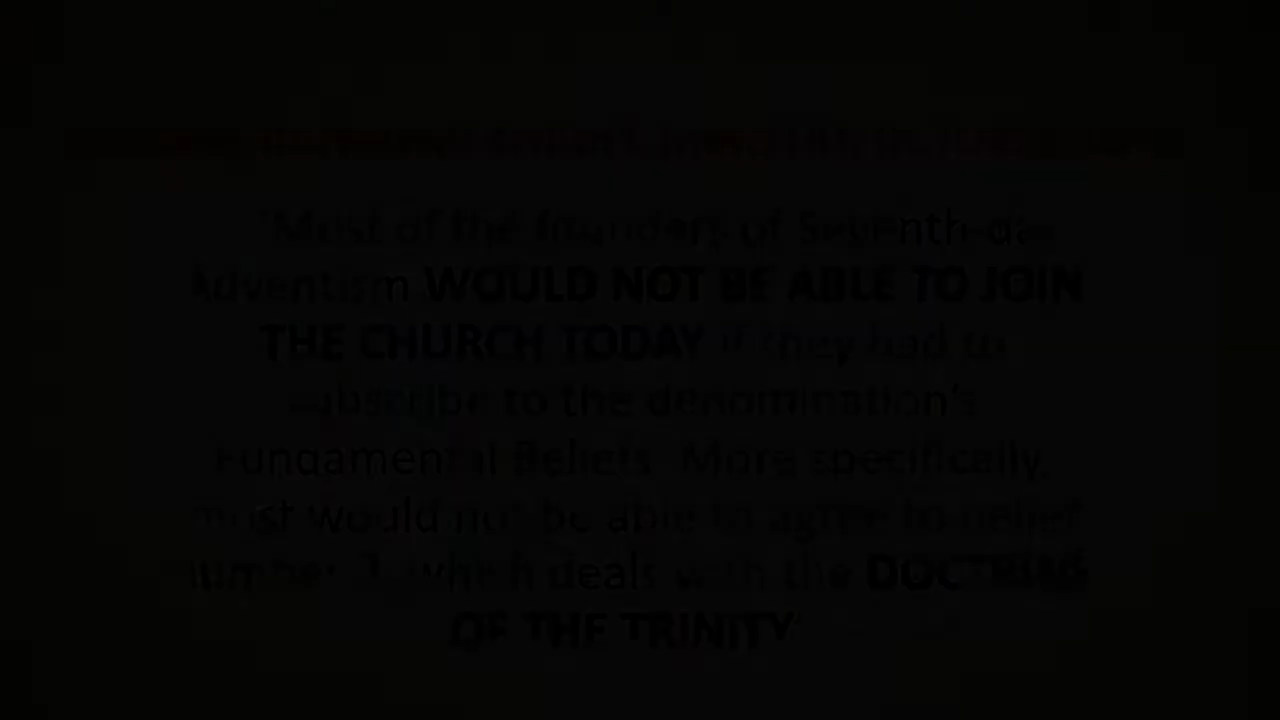 "Most of the founders of Seventh-day
Adventism WOULD NOT BE ABLE TO JOIN
THE CHURCH TODAY if they had to
subscribe to the denomination's
Fundamental Beliefs. More specifically,
most would not be able to agree to belief
number 2, which deals with the DOCTRINE
OF THE TRINITY"